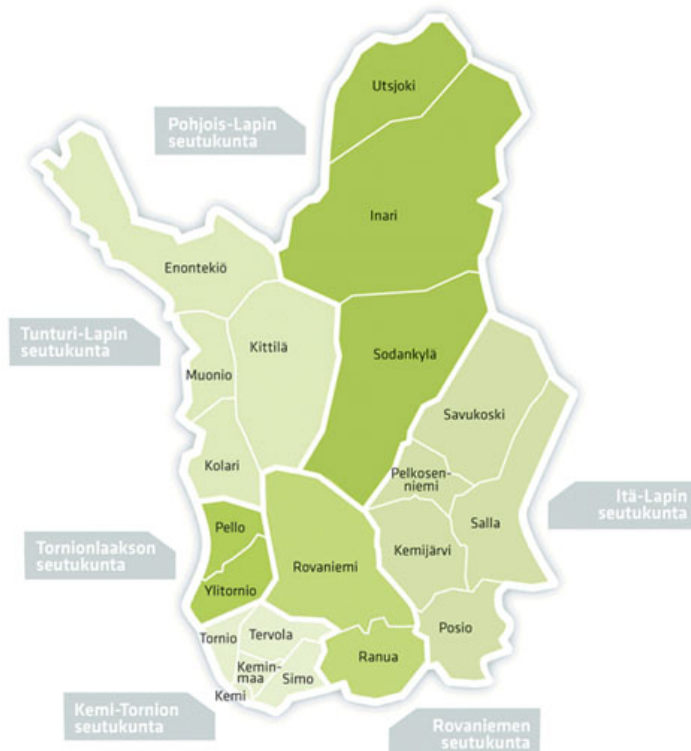 Utsjoki
Pohjois-Lapin
seutukunta
Inari
Enontekiö
Tunturi-Lapin
seutukunta
Kittilä
Sodankylä
Muonio
Savukoski
Kolari
Pelkosen-
niemi
Itä-Lapin
seutukunta
Salla
Pello
Tornionlaakson
seutukunta
Kemijärvi
Rovaniemi
Ylitornio
Posio
Tornio
Tervola
Ranua
Kemin-
maa
Simo
Kemi
Kemi-Tornion
seutukunta
Rovaniemen
seutukunta